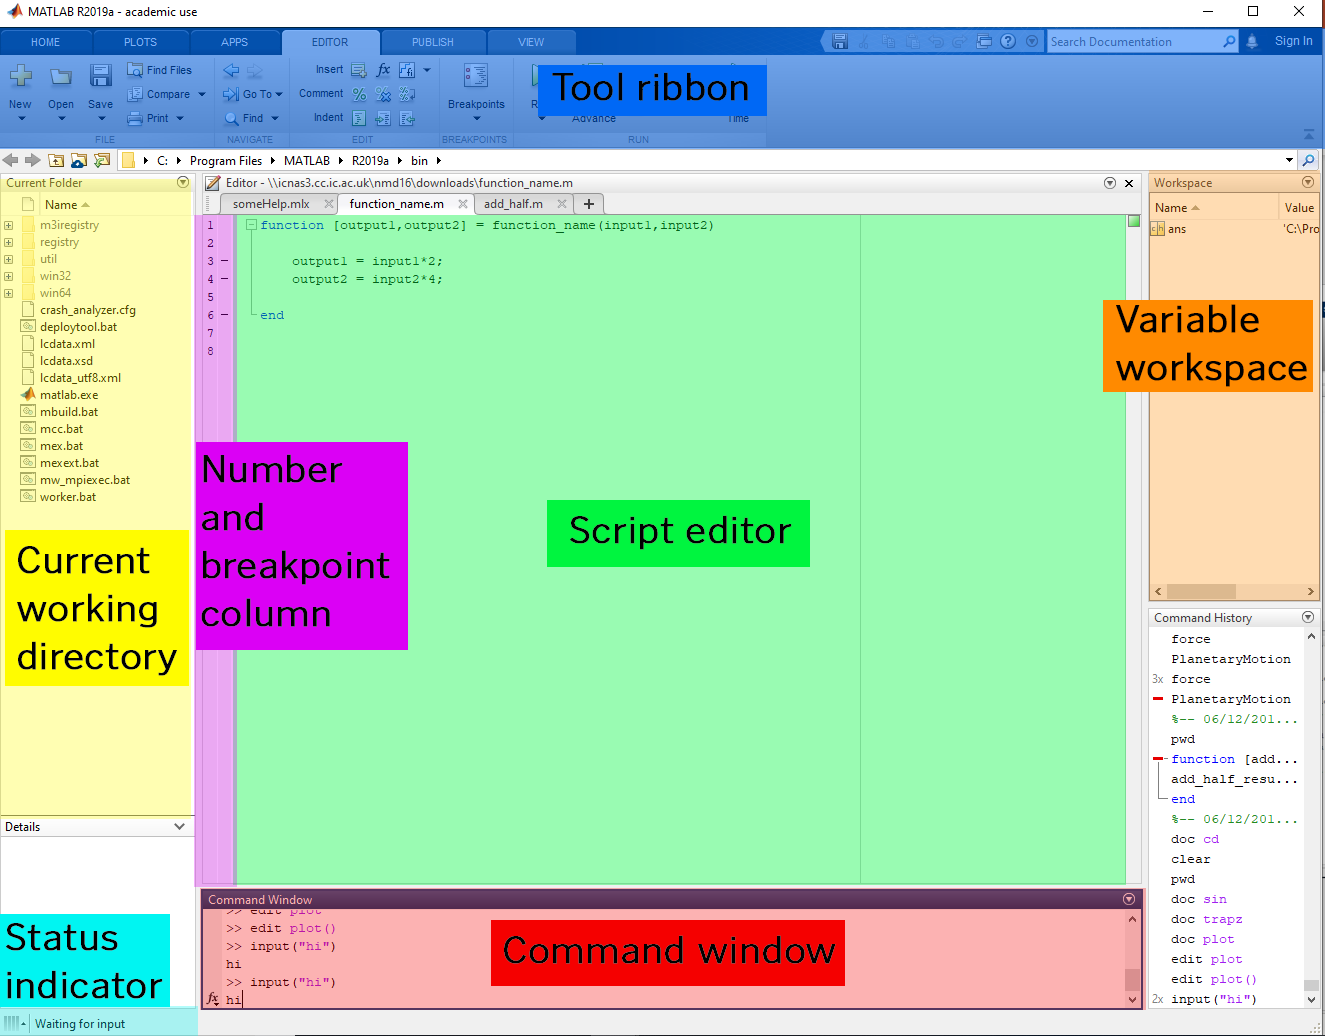 MATLAB R2019a - academic use
HOME PLOTS APPS EDITOR PUBLISH VIEW
Search Documentation
Sign In
New Open Save
Find Files
Compare
Print
FILE
Go To
Find
NAVIGATE
Insert
Comment
Indent
EDIT
Breakpoints
BREAKPOINTS
Tool ribbon
Advance
Time
RUN
C: Program Files MATLAB R2019a bin
Current Folder
Name
m3iregistry
registry
util
win32
win64
crash_analyzer.cfg
deploytool.bat
lcdata.xml
lcdata.xsd
lcdata_utf8.xml
matlab.exe
mbuild.bat
mcc.bat
mex.bat
mexext.bat
mw_mpiexec.bat
worker.bat
Current
working
directory
Details
Status
indicator
Waiting for input
Editor - \\icnas3.cc.ic.ac.uk\nmd16\downloads\function_name.m
someHelp.mlx function_name.m add_half.m
1 function [output1,output2] = function_name(input1,input2)
2
3 – output1 = input1*2;
4 – output2 = input2*4;
5
6 – end
7
8
Number
and
breakpoint
column
Script editor
Command Window
>> edit plot
>> edit plot()
>> input("hi")
hi
>> input("hi")
fx hi
Command window
Workspace
Name Value
ans 'C:\Pro
Variable
workspace
Command History
force
PlanetaryMotion
3x force
PlanetaryMotion
%-- 06/12/201...
pwd
function [add...
add_half_resu...
end
%-- 06/12/201...
doc cd
clear
pwd
doc sin
doc trapz
doc plot
edit plot
edit plot()
2x input("hi")